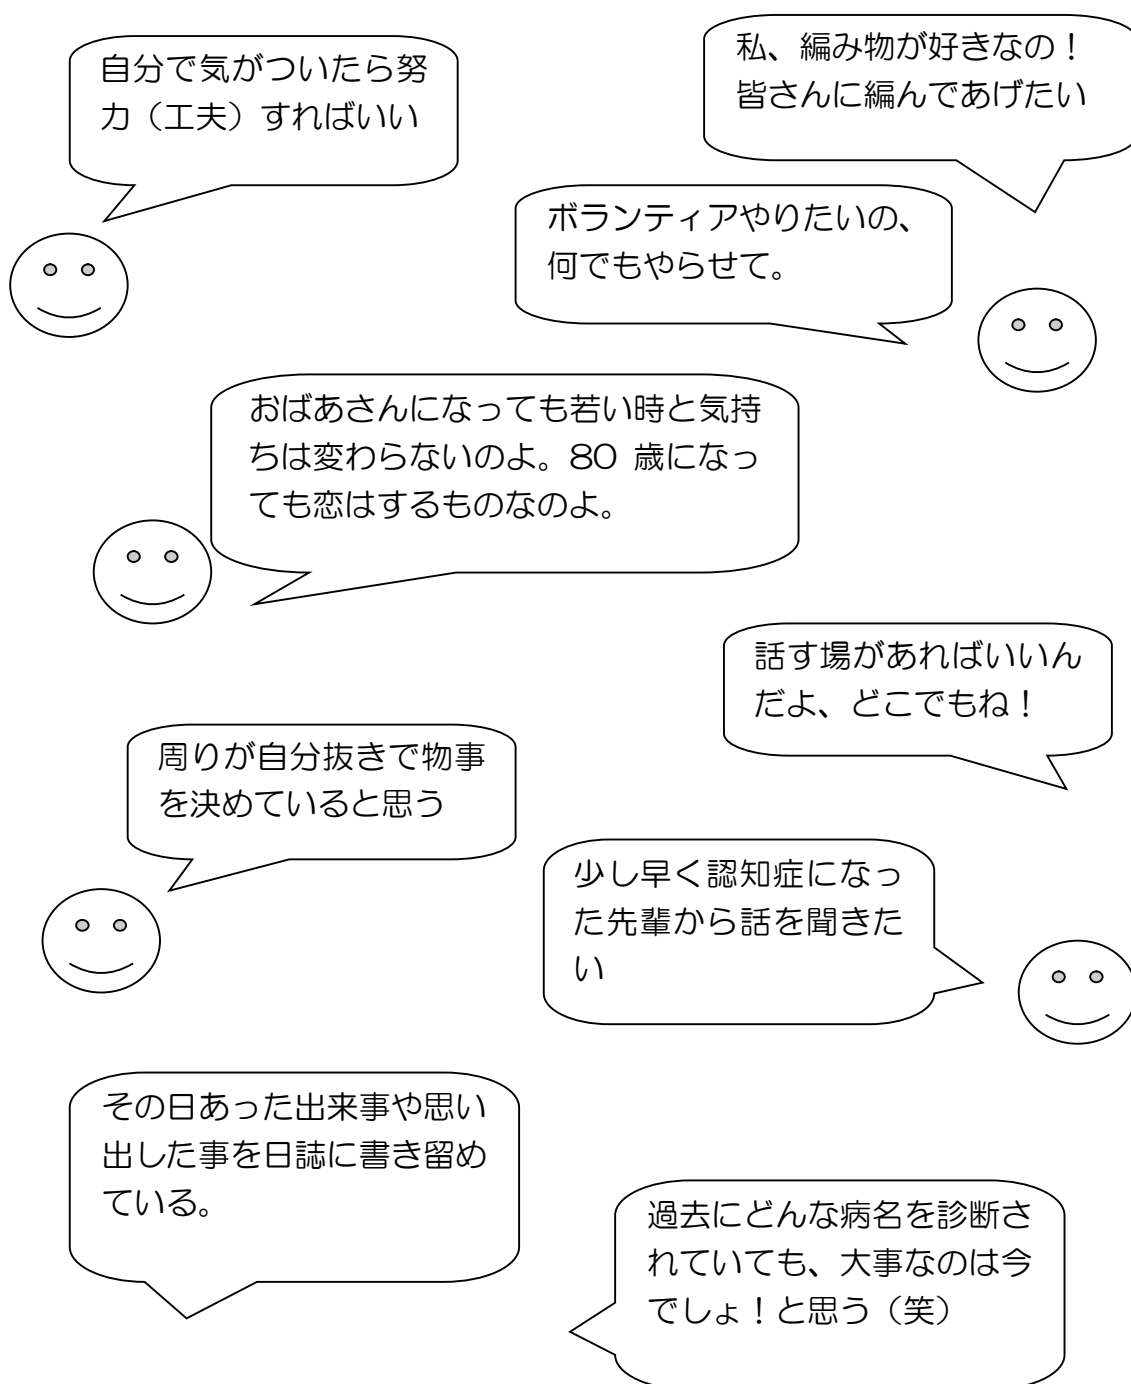 自分で気がついたら努
力（工夫）すればいい
私、編み物が好きなの！
皆さんに編んであげたい
ボランティアやりたいの、
何でもやらせて。
おばあさんになっても若い時と気持
ちは変わらないのよ。80 歳になっ
ても恋はするものなのよ。
話す場があればいいん
だよ、どこでもね！
周りが自分抜きで物事
を決めていると思う
少し早く認知症になっ
た先輩から話を聞きた
い
その日あった出来事や思い
出した事を日誌に書き留め
ている。
過去にどんな病名を診断さ
れていても、大事なのは今
でしょ！と思う（笑）